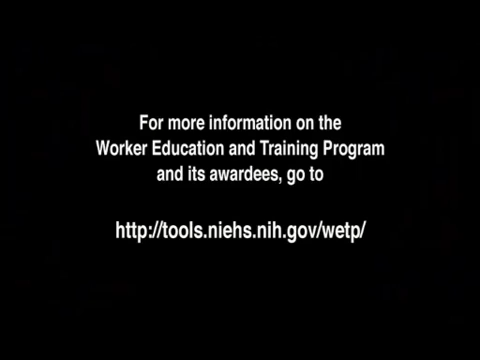 For more information on the
Worker Education and Training Program
and its awardees, go to
http://tools.niehs.nih.gov/wetp/